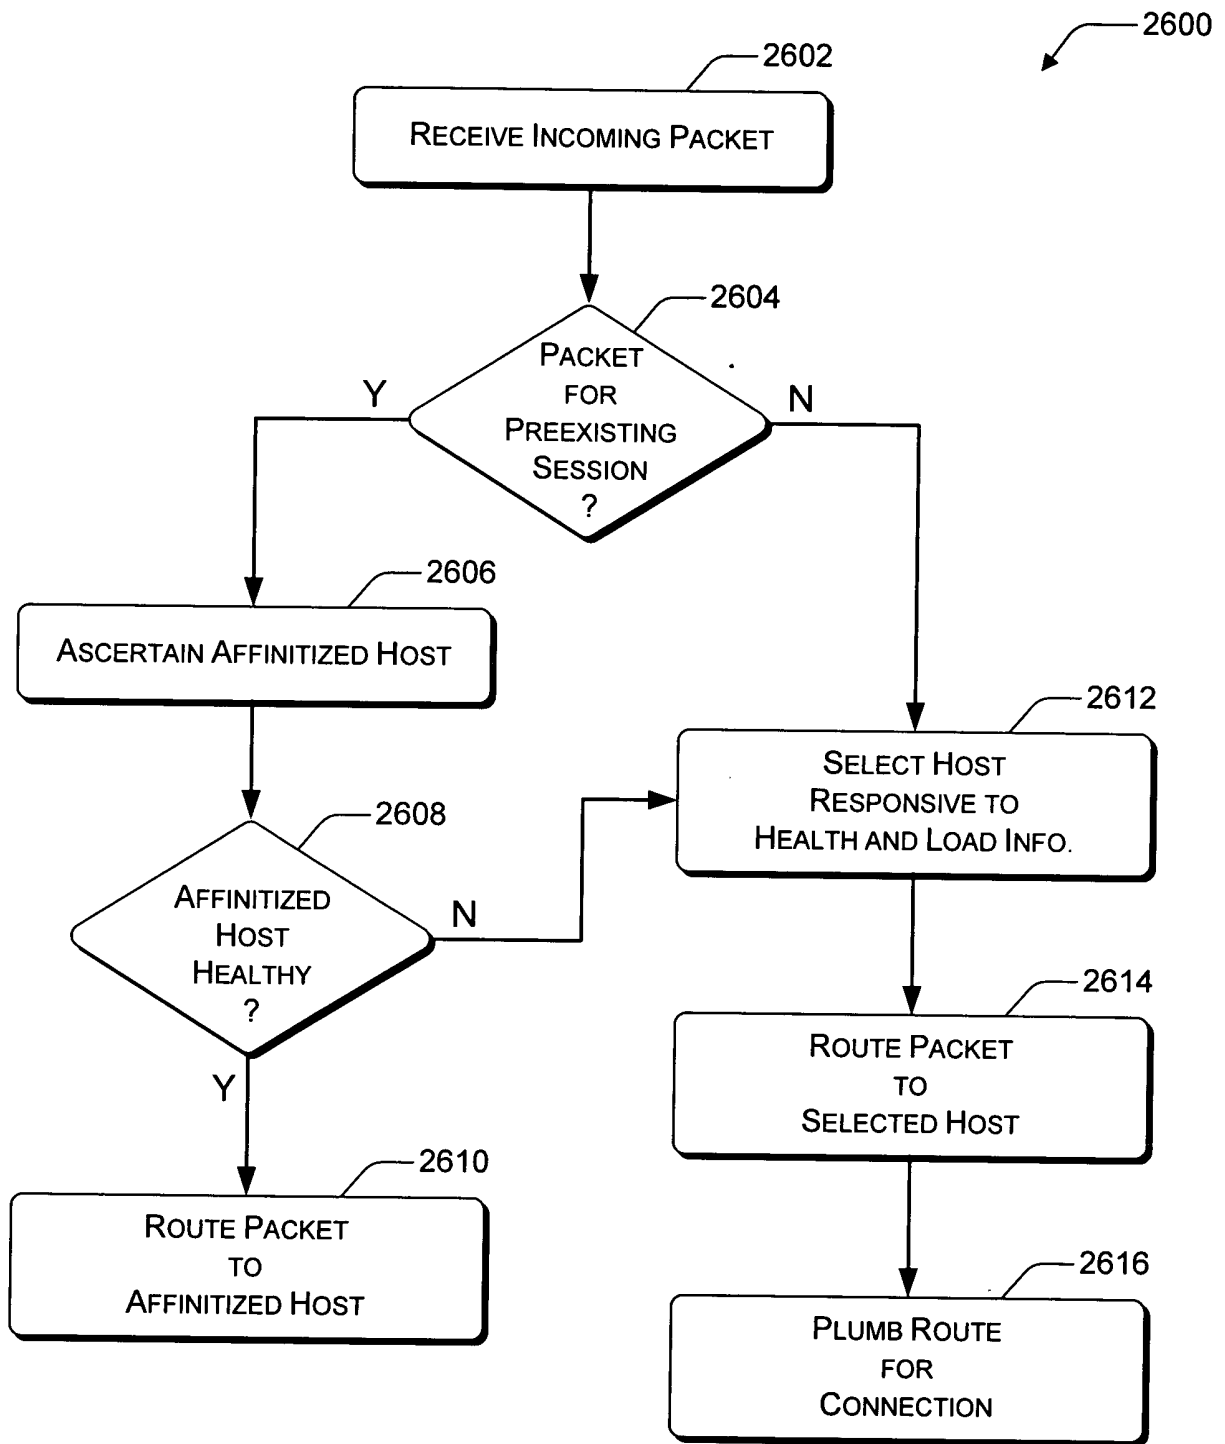 2600
2602
RECEIVE INCOMING PACKET
2604
PACKET
FOR
PREEXISTING
SESSION
?
Y
N
2606
ASCERTAIN AFFINITIZED HOST
2612
SELECT HOST
RESPONSIVE TO
HEALTH AND LOAD INFO.
2608
AFFINITIZED
HOST
HEALTHY
?
N
Y
2614
ROUTE PACKET
TO
SELECTED HOST
2610
ROUTE PACKET
TO
AFFINITIZED HOST
2616
PLUMB ROUTE
FOR
CONNECTION